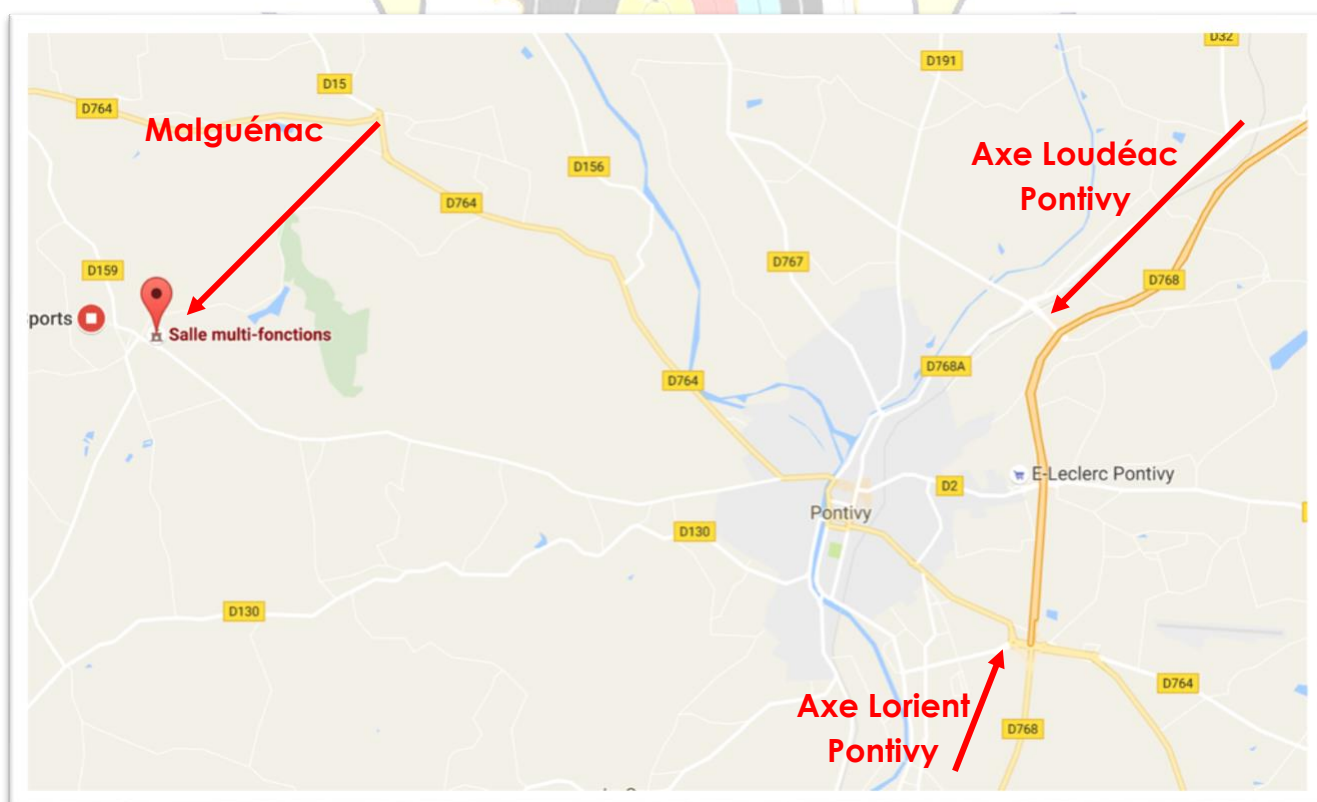 D32
D191
D15
D764
Malguénac
Axe Loudéac
Pontivy
D156
D764
D159
D767
D768
ports
Salle multi-fonctions
D764
D768A
E-Leclerc Pontivy
D2
Pontivy
D130
D130
D764
Axe Lorient
Pontivy
D768